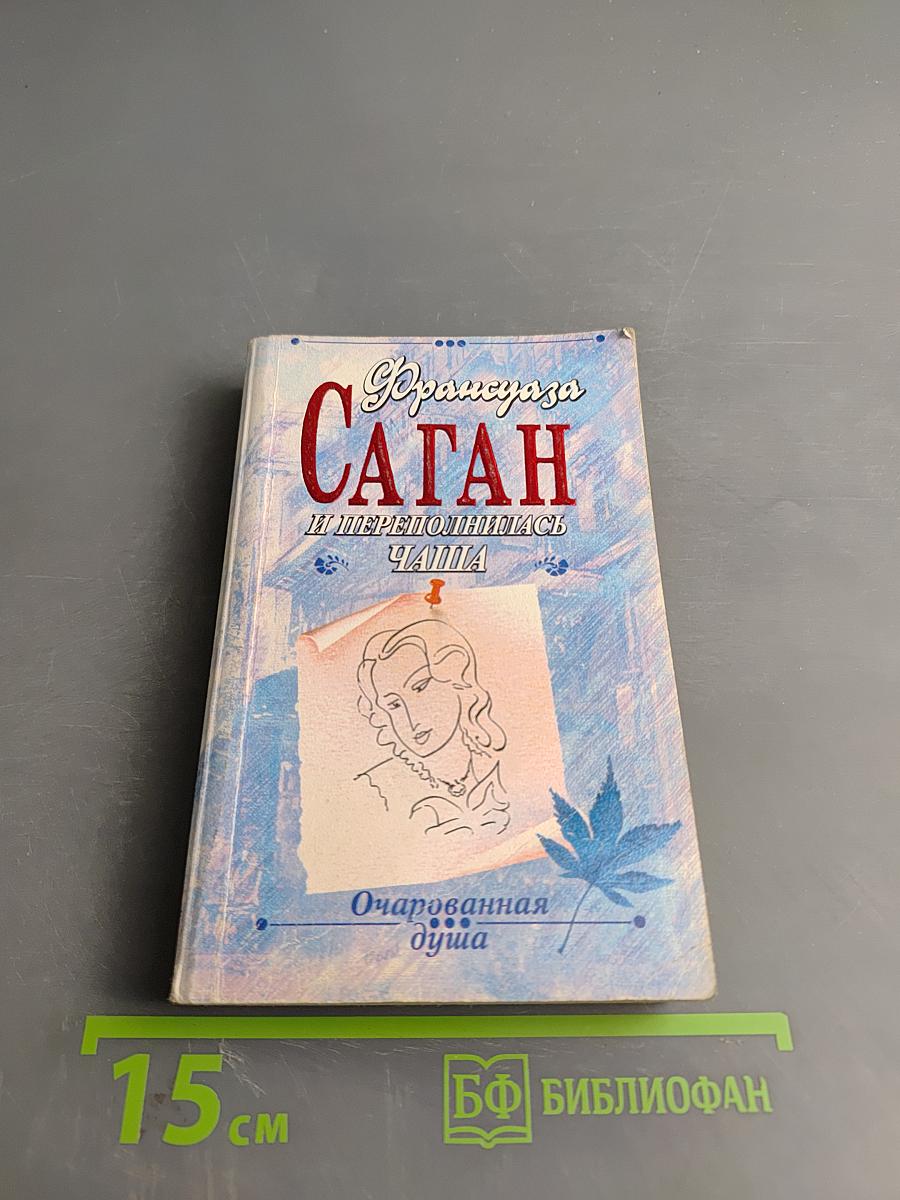 Франсуаза
САГАН
И ПЕРЕПОЛНИЛАСЬ
ЧАША
Очарованная
душа
15 см
БФ БИБЛИОФАН